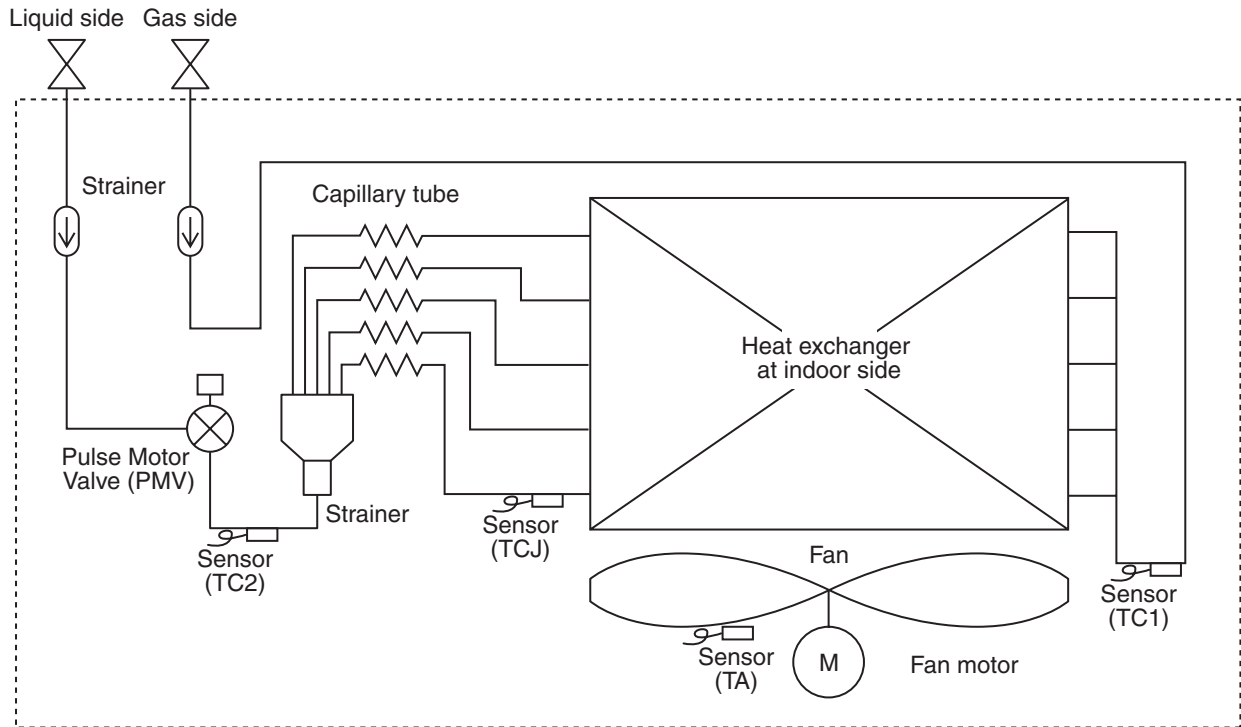 Liquid side
Gas side
Strainer
Capillary tube
Heat exchanger
at indoor side
Pulse Motor
Valve (PMV)
Strainer
Sensor
(TCJ)
Sensor
(TC2)
Fan
Sensor
(TC1)
Sensor
(TA)
M
Fan motor